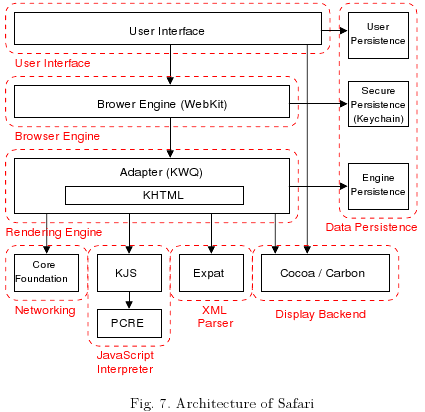 User Interface
User
Persistence
User Interface
Brower Engine (WebKit)
Secure
Persistence
(Keychain)
Browser Engine
Adapter (KWQ)
KHTML
Engine
Persistence
Rendering Engine
Data Persistence
Core
Foundation
KJS
Expat
Cocoa / Carbon
Networking
PCRE
XML
Parser
Display Backend
JavaScript
Interpreter
Fig. 7. Architecture of Safari